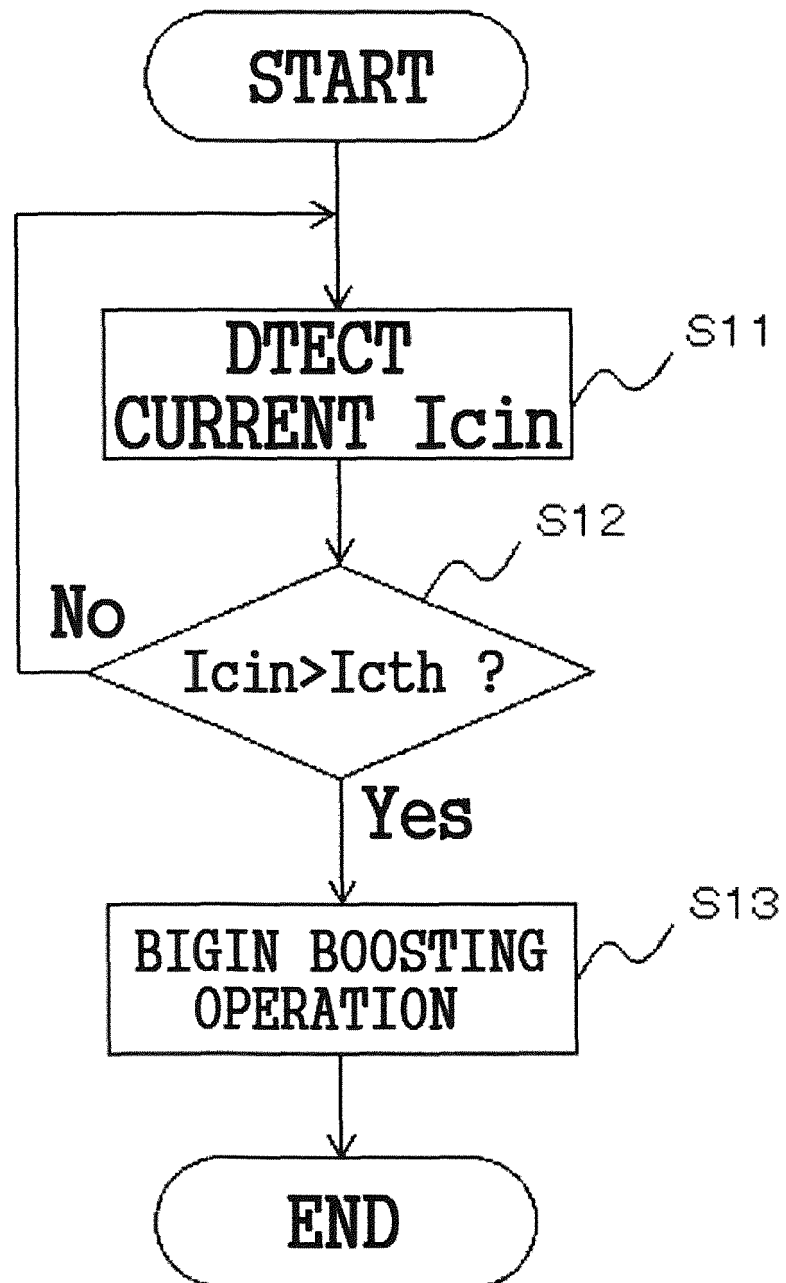 START
DTECT
CURRENT Icin
S11
S12
No
Icin>Icth ?
Yes
S13
BIGIN BOOSTING
OPERATION
END